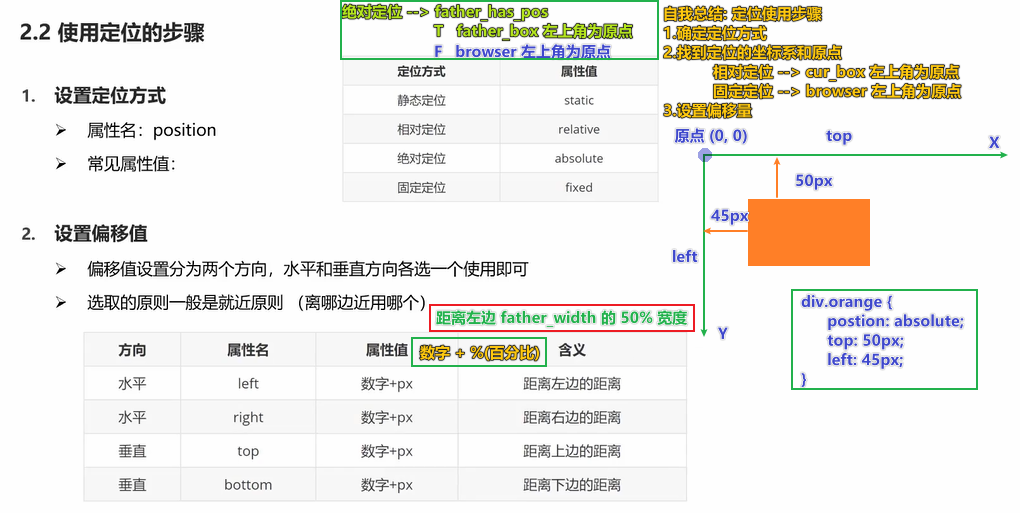 2.2 使用定位的步骤
绝对定位 --> father_has_pos
T father_box 左上角为原点
F browser 左上角为原点
自我总结: 定位使用步骤
1.确定定位方式
2.找到定位的坐标系和原点
相对定位 --> cur_box 左上角为原点
固定定位 --> browser 左上角为原点
3.设置偏移量
1. 设置定位方式
➢ 属性名：position
➢ 常见属性值：
定位方式 属性值
静态定位 static
相对定位 relative
绝对定位 absolute
固定定位 fixed
原点 (0, 0) top X
50px
45px
left
Y
div.orange {
postion: absolute;
top: 50px;
left: 45px;
}
2. 设置偏移值
➢ 偏移值设置分为两个方向，水平和垂直方向各选一个使用即可
➢ 选取的原则一般是就近原则 （离哪边近用哪个）
距离左边 father_width 的 50% 宽度
数字 + %(百分比)
方向 属性名 属性值 含义
水平 left 数字+px 距离左边的距离
水平 right 数字+px 距离右边的距离
垂直 top 数字+px 距离上边的距离
垂直 bottom 数字+px 距离下边的距离